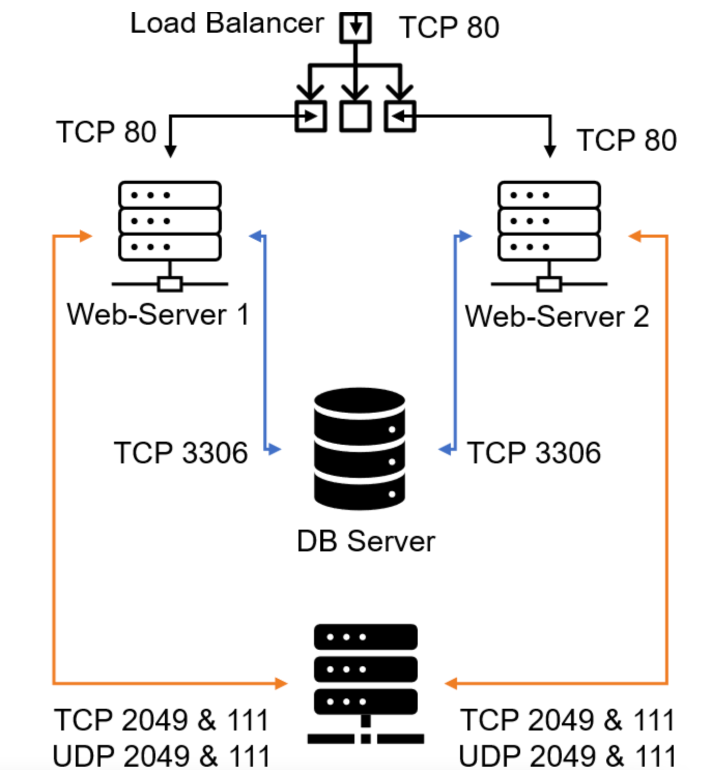 Load Balancer
TCP 80
TCP 80
TCP 80
Web-Server 1
Web-Server 2
TCP 3306
TCP 3306
DB Server
TCP 2049 & 111
UDP 2049 & 111
TCP 2049 & 111
UDP 2049 & 111